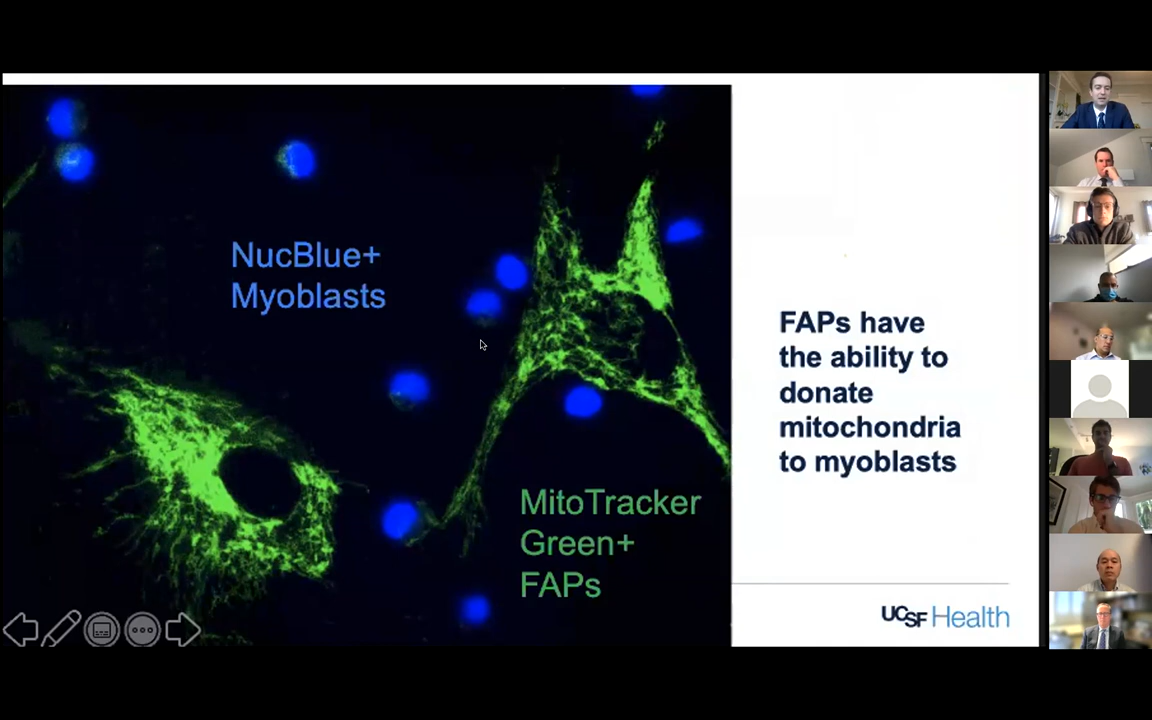 NucBlue+
Myoblasts
MitoTracker
Green+
FAPs
FAPs have
the ability to
donate
mitochondria
to myoblasts
UCSF Health